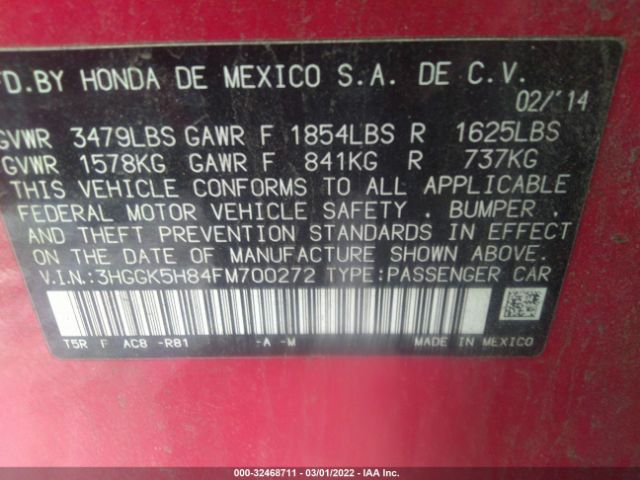 FD.BY HONDA DE MEXICO S.A. DE C.V.
02/'14
GVWR 3479LBS GAWR F 1854LBS R 1625LBS
GVWR 1578KG GAWR F 841KG R 737KG
THIS VEHICLE CONFORMS TO ALL APPLICABLE
FEDERAL MOTOR VEHICLE SAFETY , BUMPER ,
AND THEFT PREVENTION STANDARDS IN EFFECT
ON THE DATE OF MANUFACTURE SHOWN ABOVE.
V.I.N.:3HGGK5H84FM700272 TYPE:PASSENGER CAR
T5R F AC8 -R81 -A -M MADE IN MEXICO
000-32468711 - 03/01/2022 - IAA Inc.